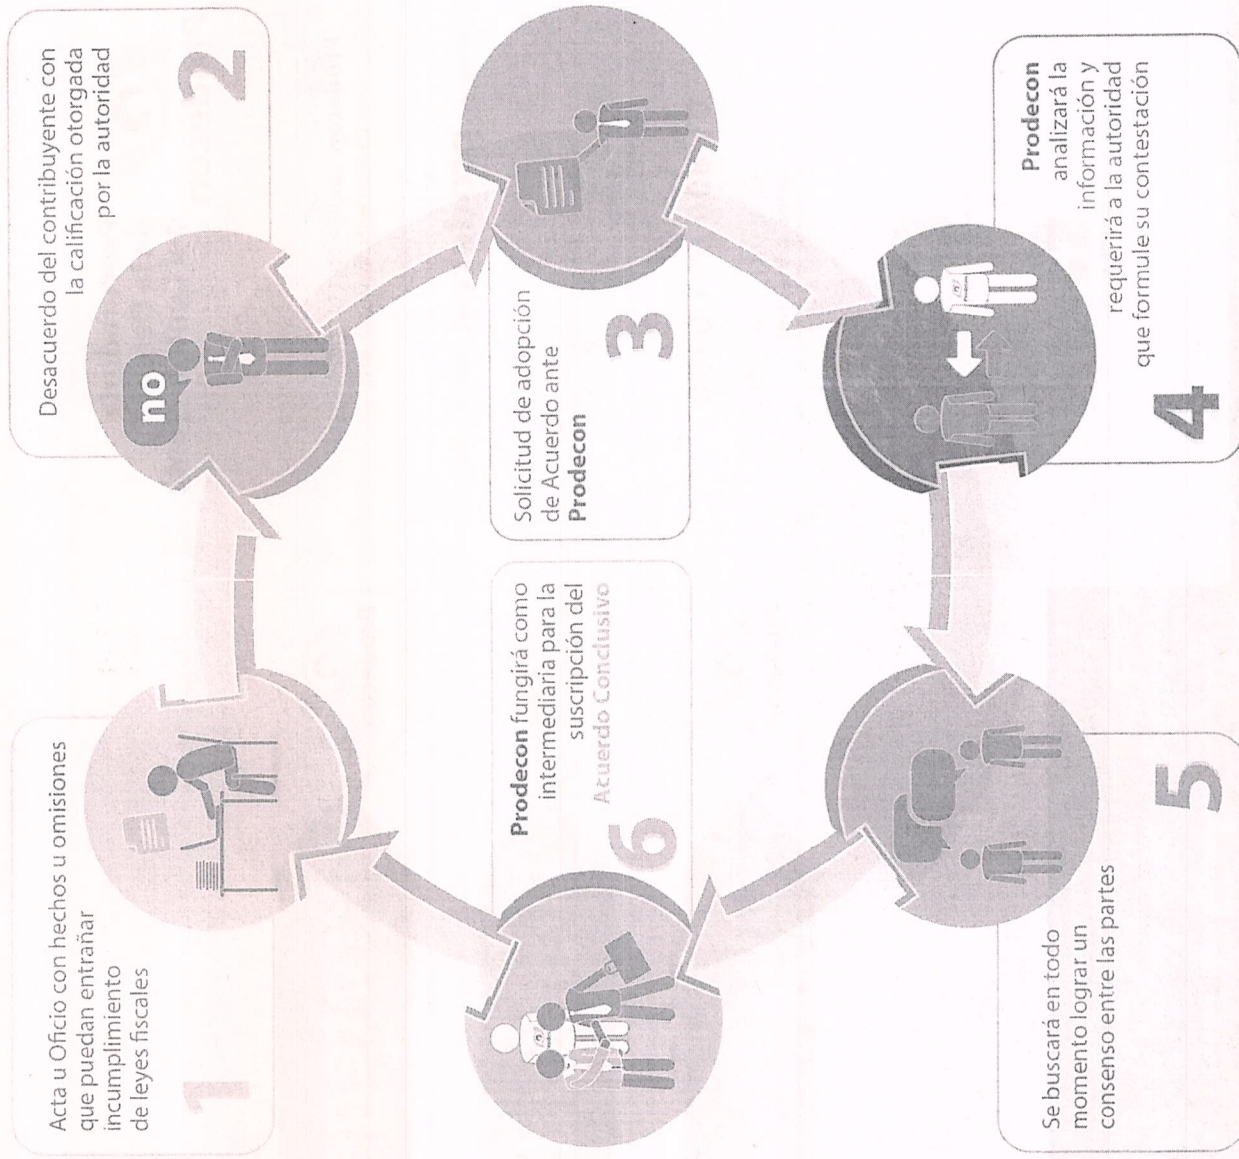 1
Acta u Oficio con hechos u omisiones
que puedan entrañar
incumplimiento
de leyes fiscales
2
Desacuerdo del contribuyente con
la calificación otorgada
por la autoridad
no
3
Solicitud de adopción
de Acuerdo ante
Prodecon
4
Prodecon
analizará la
información y
requerirá a la autoridad
que formule su contestación
5
Se buscará en todo
momento lograr un
consenso entre las partes
6
Prodecon fungirá como
intermediaria para la
suscripción del
Acuerdo Conclusivo